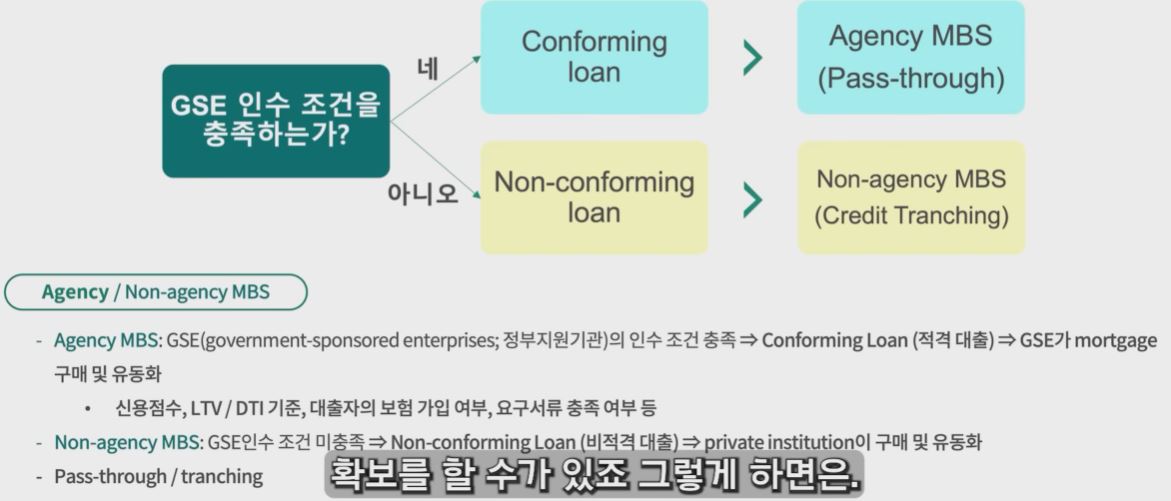 GSE 인수 조건을
충족하는가?
네
아니오
Conforming
loan
Agency MBS
(Pass-through)
Non-conforming
loan
Non-agency MBS
(Credit Tranching)
Agency / Non-agency MBS
- Agency MBS: GSE(government-sponsored enterprises; 정부지원기관)의 인수 조건 충족 ⇒ Conforming Loan (적격 대출) ⇒ GSE가 mortgage
구매 및 유동화
• 신용점수, LTV / DTI 기준, 대출자의 보험 가입 여부, 요구서류 충족 여부 등
- Non-agency MBS: GSE인수 조건 미충족 ⇒ Non-conforming Loan (비적격 대출) ⇒ private institution이 구매 및 유동화
- Pass-through / tranching
확보를 할 수가 있죠 그렇게 하면은.